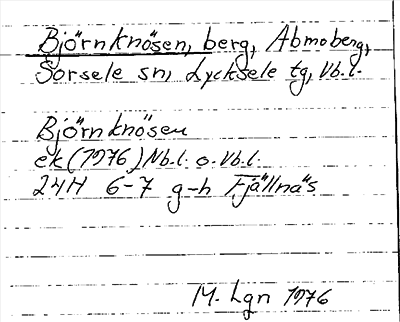 Björnknösen, berg, Abmoberg,
Sorsele sn, Lycksele tg, Vb.l.
Björnknösen
ek (1976) Nb.l. o. Vb.l.
24H 6-7 g-h Fjällnäs
M. Lgn 1976